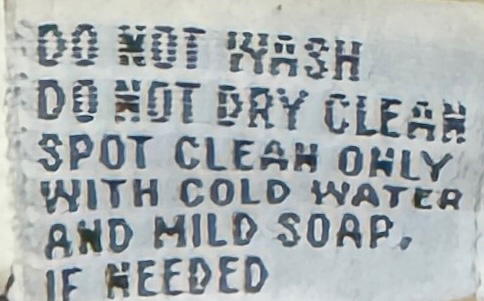 DO NOT WASH
DO NOT DRY CLEAN
SPOT CLEAN ONLY
WITH COLD WATER
AND MILD SOAP,
IF NEEDED